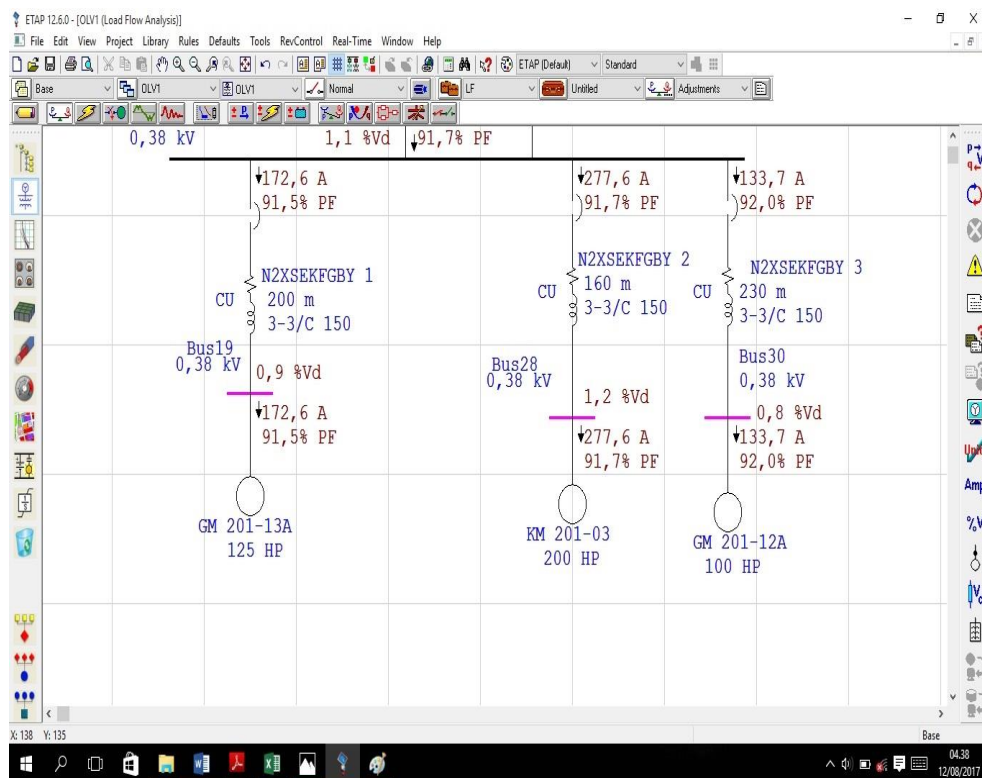 ETAP 12.6.0 - [OLV1 (Load Flow Analysis)]
File Edit View Project Library Rules Defaults Tools RevControl Real-Time Window Help
ETAP (Default) Standard
Base OLV1 OLV1 Normal LF Untitled Adjustments
0,38 kV 1,1 %Vd 91,7% PF
172,6 A 277,6 A 133,7 A
91,5% PF 91,7% PF 92,0% PF
N2XSEKFGBY 1 N2XSEKFGBY 2 N2XSEKFGBY 3
CU 200 m CU 160 m CU 230 m
3-3/C 150 3-3/C 150 3-3/C 150
Bus19 Bus28 Bus30
0,38 kV 0,38 kV 0,38 kV
0,9 %Vd 1,2 %Vd 0,8 %Vd
172,6 A 277,6 A 133,7 A
91,5% PF 91,7% PF 92,0% PF
GM 201-13A KM 201-03 GM 201-12A
125 HP 200 HP 100 HP
Amp
%V
X: 138 Y: 135 Base
04.38
12/08/2017